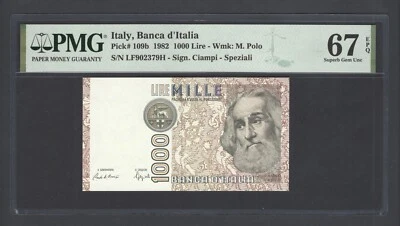 PMG
PAPER MONEY GUARANTY
Italy, Banca d'Italia
Pick# 109b 1982 1000 Lire - Wmk: M. Polo
S/N LF902379H - Sign. Ciampi - Speziali
67 EPQ
Superb Gem Unc
LIRE MILLE
1000
BANCA D'ITALIA